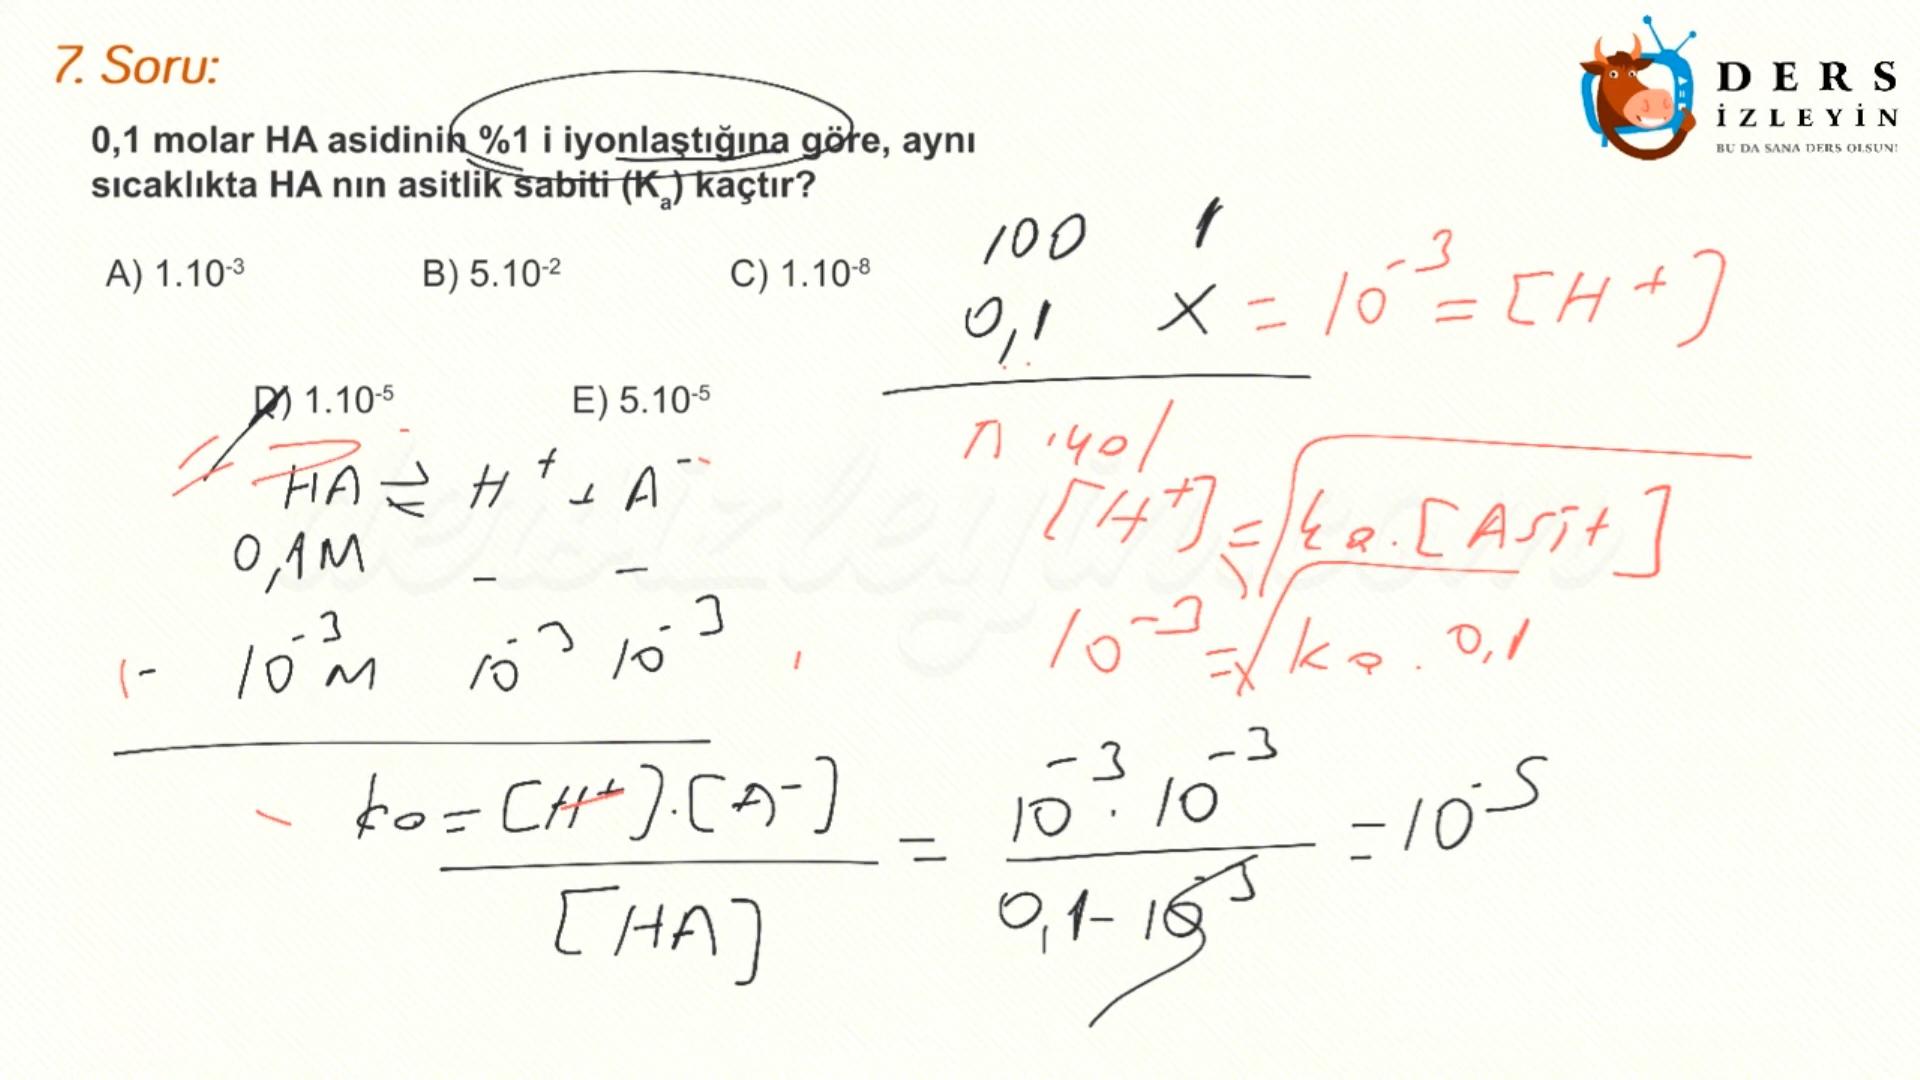 7. Soru:
DERS
İZLEYİN
BU DA SANA DERS OLSUN!
0,1 molar HA asidinin %1 i iyonlaştığına göre, aynı
sıcaklıkta HA nın asitlik sabiti (Kₐ) kaçtır?
A) 1.10⁻³ B) 5.10⁻² C) 1.10⁻⁸
D) 1.10⁻⁵ E) 5.10⁻⁵
100 1
0,1 X = 10⁻³ = [H⁺]
HA ⇌ H⁺ + A⁻
0,1M - -
- 10⁻³M 10⁻³ 10⁻³
ka = [H⁺].[A⁻] / [HA] = 10⁻³.10⁻³ / 0,1-10⁻³ = 10⁻⁵
[H⁺] = √ka.[Asit]
10⁻³ = √ka.0,1